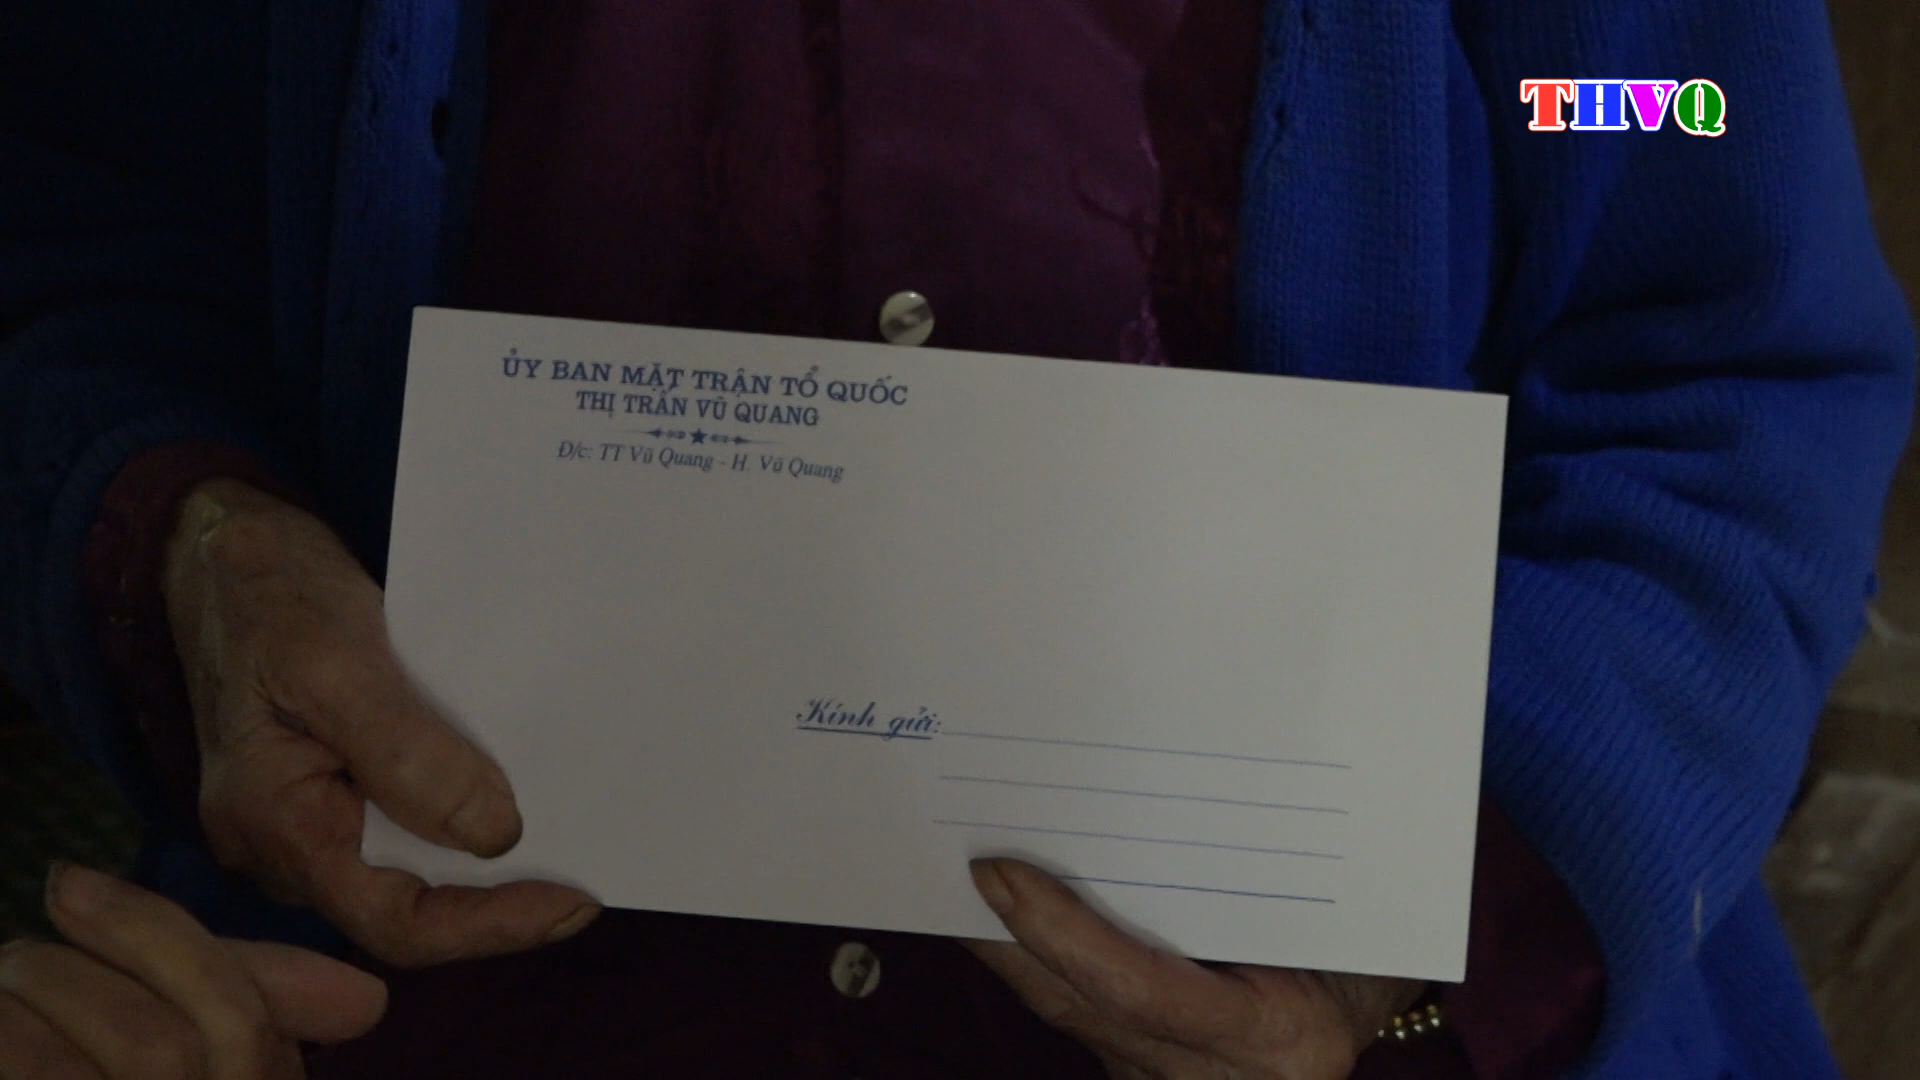 THVQ
ỦY BAN MẶT TRẬN TỔ QUỐC
THỊ TRẤN VŨ QUANG
Đ/c: TT Vũ Quang - H. Vũ Quang
Kính gửi: